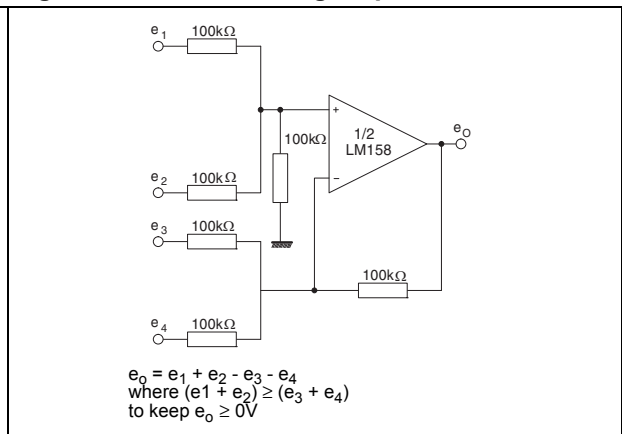 e1 100kΩ
+
1/2
LM158
eO
100kΩ
e2 100kΩ
−
e3 100kΩ
100kΩ
e4 100kΩ
eo = e1 + e2 - e3 - e4
where (e1 + e2) ≥ (e3 + e4)
to keep eo ≥ 0V